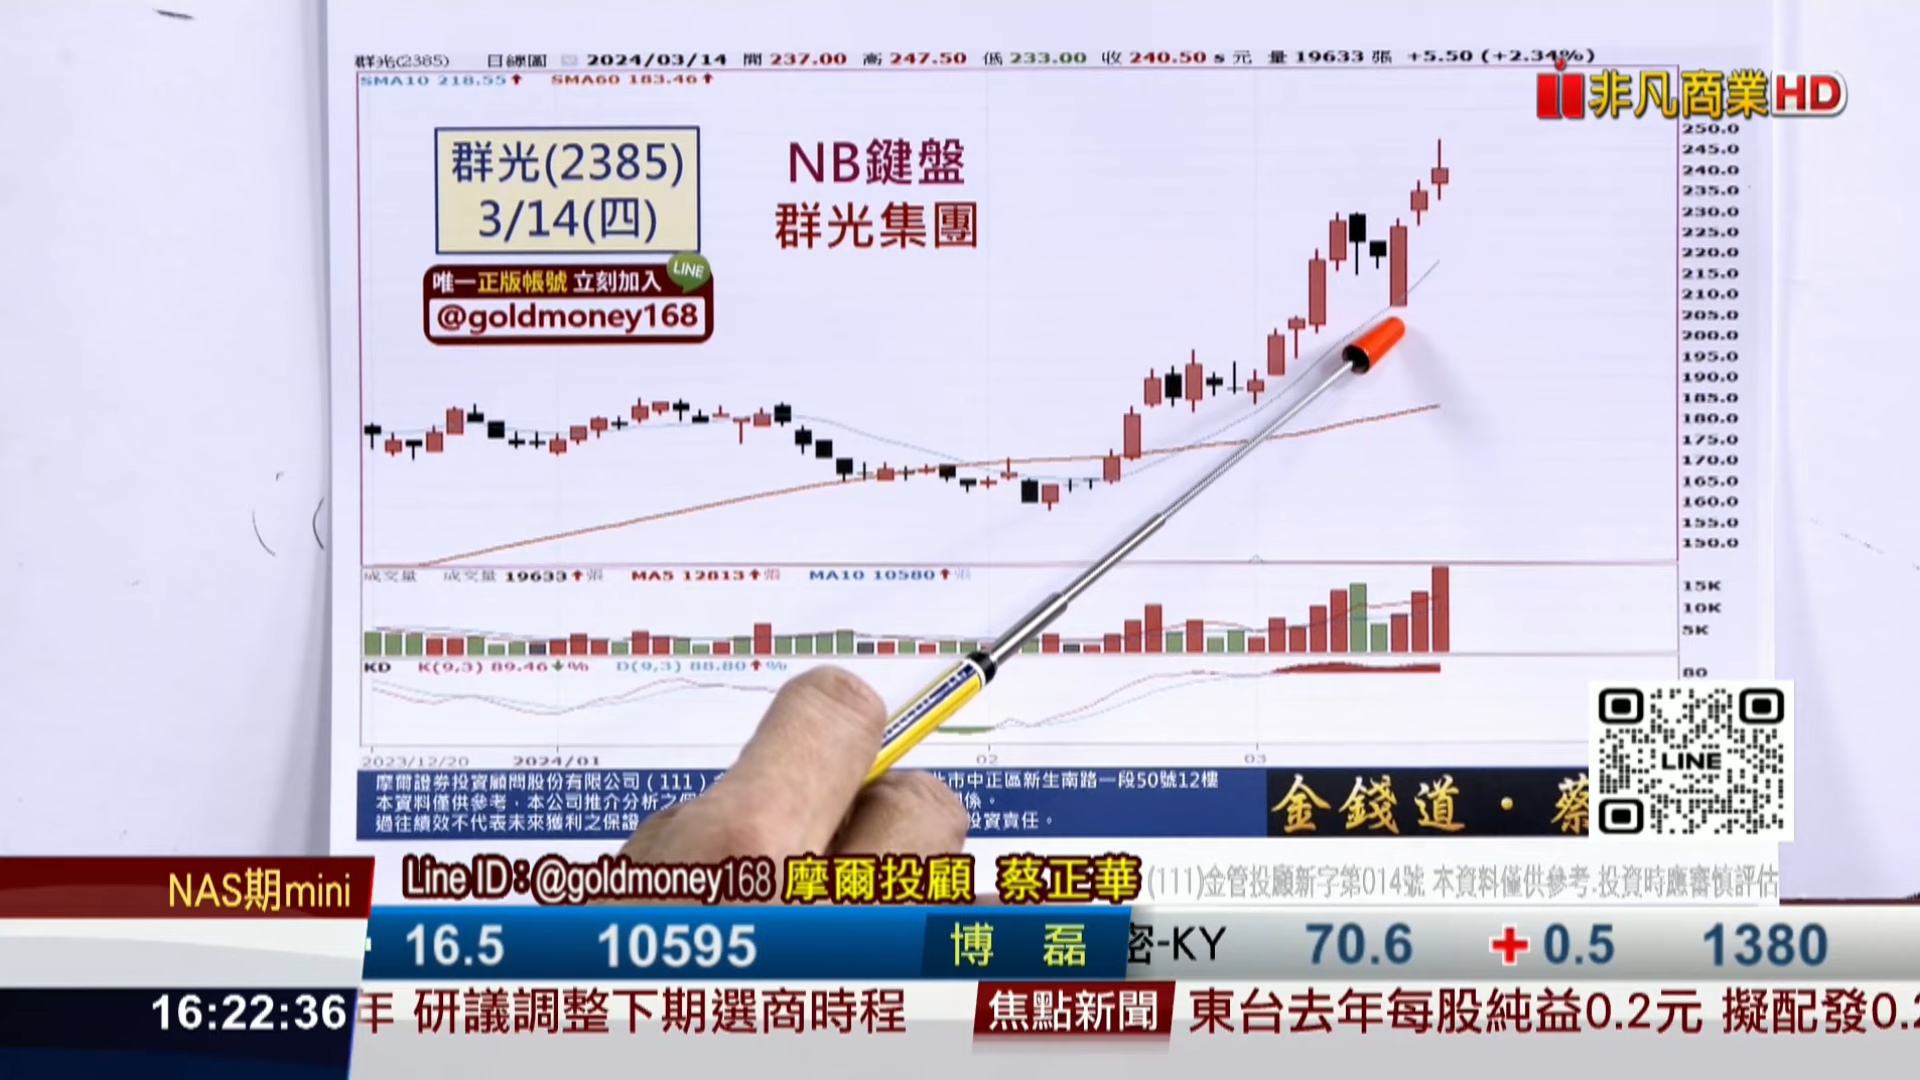 群光(2385) 日線圖 2024/03/14 開 237.00 高 247.50 低 233.00 收 240.50 s 元 量 19633 張 +5.50 (+2.34%)
SMA10 218.55 SMA60 183.46
非凡商業HD
群光(2385)
3/14(四)
NB鍵盤
群光集團
LINE
唯一正版帳號 立刻加入
@goldmoney168
250.0
245.0
240.0
235.0
230.0
225.0
220.0
215.0
210.0
205.0
200.0
195.0
190.0
185.0
180.0
175.0
170.0
165.0
160.0
155.0
150.0
成交量 成交量 19633 張 MA5 12813 張 MA10 10580 張
15K
10K
5K
KD K(9,3) 89.46 % D(9,3) 88.80 %
80
2023/12/20 2024/01 02 03
LINE
摩爾證券投資顧問股份有限公司 (111) 市中正區新生南路一段50號12樓
本資料僅供參考，本公司推介分析之 係。
過往績效不代表未來獲利之保證 投資責任。
金錢道・蔡
NAS期mini
Line ID：@goldmoney168 摩爾投顧 蔡正華 (111)金管投顧新字第014號 本資料僅供參考.投資時應審慎評估
16.5 10595 博磊 密-KY 70.6 +0.5 1380
16:22:36 年 研議調整下期選商時程 焦點新聞 東台去年每股純益0.2元 擬配發0.2